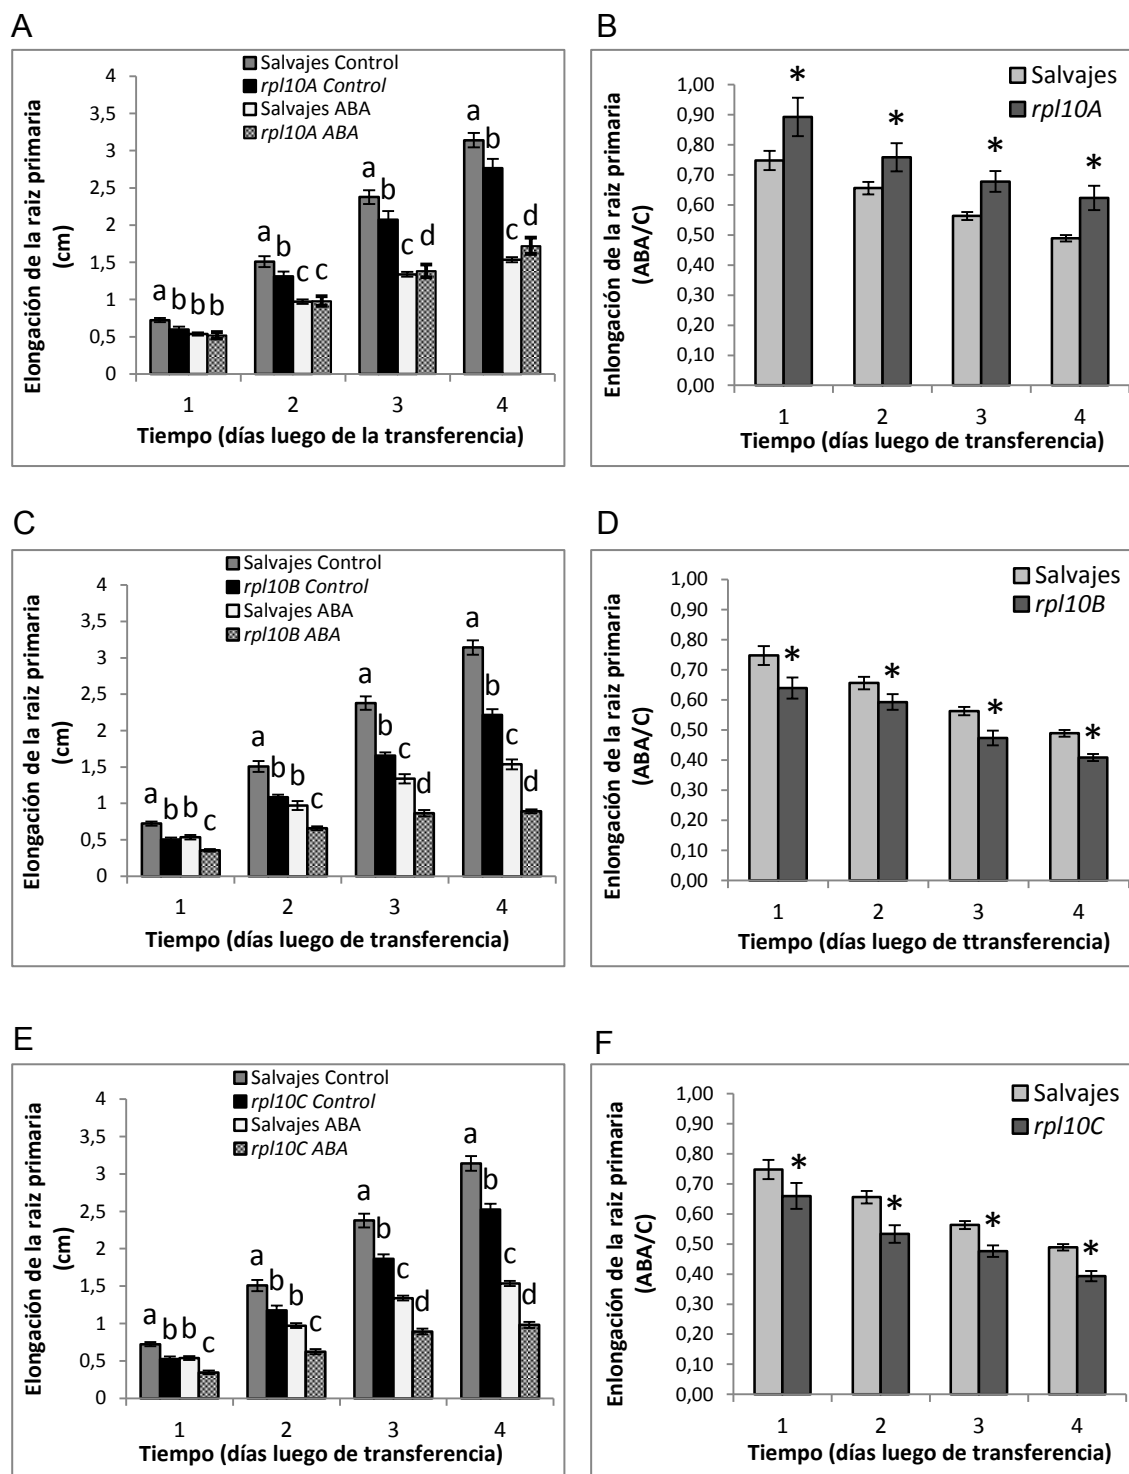 A
Salvajes Control
rpl10A Control
Salvajes ABA
rpl10A ABA
Elongación de la raiz primaria
(cm)
4
3,5
3
2,5
2
1,5
1
0,5
0
a b b b
a b c c
a b c d
a b c d
1 2 3 4
Tiempo (días luego de la transferencia)
B
Salvajes
rpl10A
Enlongación de la raiz primaria
(ABA/C)
1,00
0,90
0,80
0,70
0,60
0,50
0,40
0,30
0,20
0,10
0,00
* * * *
1 2 3 4
Tiempo (días luego de transferencia)
C
Salvajes Control
rpl10B Control
Salvajes ABA
rpl10B ABA
Elongación de la raiz primaria
(cm)
4
3,5
3
2,5
2
1,5
1
0,5
0
a b b c
a b b c
a b c d
a b c d
1 2 3 4
Tiempo (días luego de transferencia)
D
Salvajes
rpl10B
Enlongación de la raiz primaria
(ABA/C)
1,00
0,90
0,80
0,70
0,60
0,50
0,40
0,30
0,20
0,10
0,00
* * * *
1 2 3 4
Tiempo (días luego de ttransferencia)
E
Salvajes Control
rpl10C Control
Salvajes ABA
rpl10C ABA
Elongación de la raiz primaria
(cm)
4
3,5
3
2,5
2
1,5
1
0,5
0
a b b c
a b b c
a b c d
a b c d
1 2 3 4
Tiempo (días luego de transferencia)
F
Salvajes
rpl10C
Enlongación de la raiz primaria
(ABA/C)
1,00
0,90
0,80
0,70
0,60
0,50
0,40
0,30
0,20
0,10
0,00
* * * *
1 2 3 4
Tiempo (días luego de transferencia)